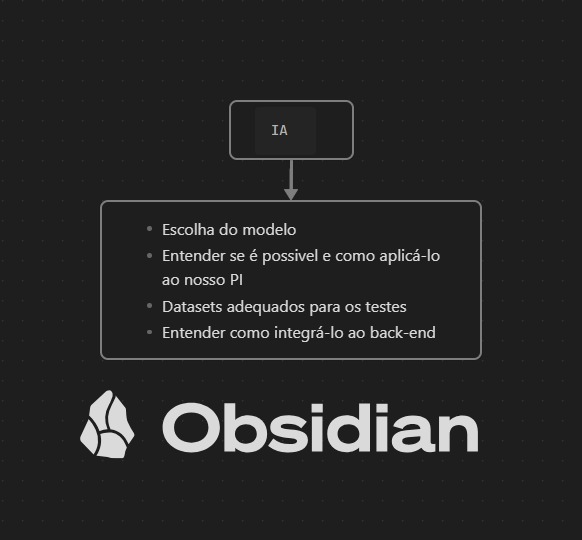 IA
• Escolha do modelo
• Entender se é possivel e como aplicá-lo
ao nosso PI
• Datasets adequados para os testes
• Entender como integrá-lo ao back-end
Obsidian